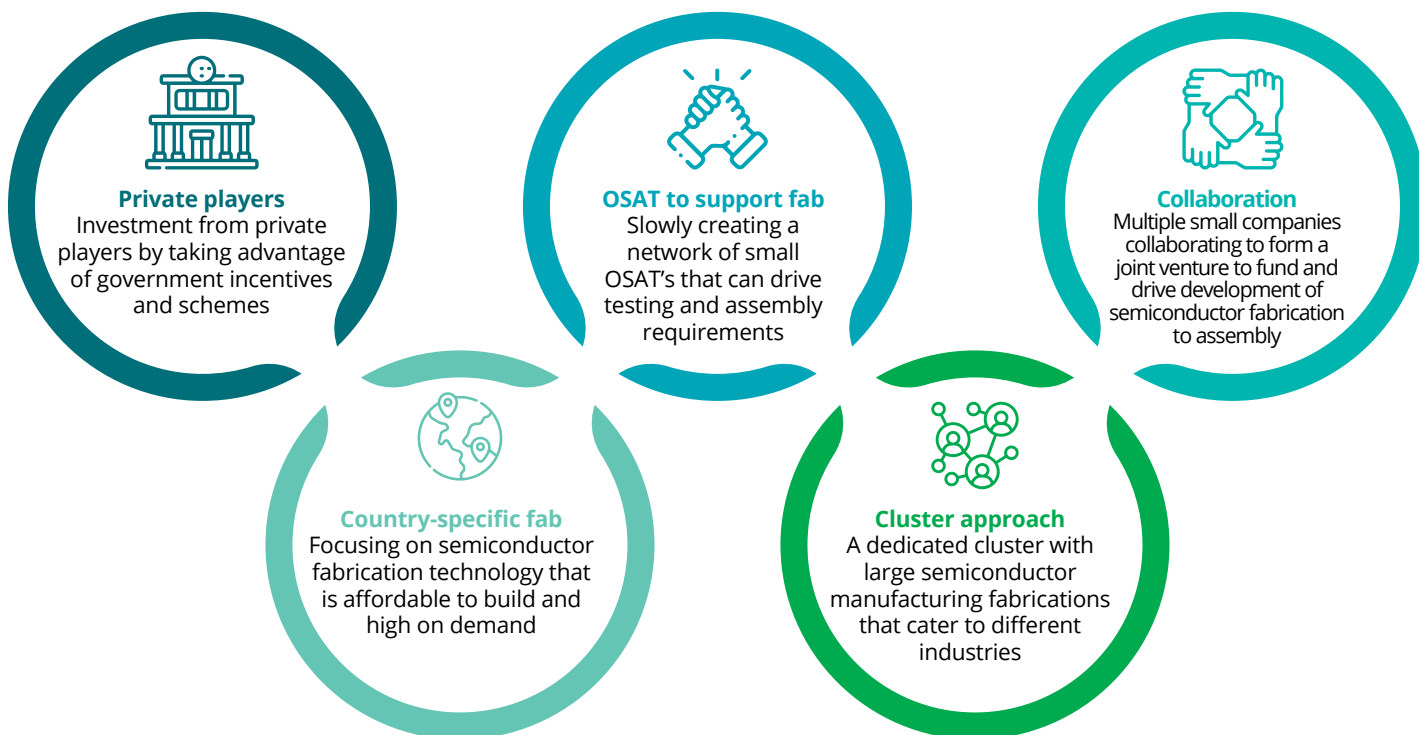 Private players
Investment from private
players by taking advantage
of government incentives
and schemes
OSAT to support fab
Slowly creating a
network of small
OSAT's that can drive
testing and assembly
requirements
Collaboration
Multiple small companies
collaborating to form a
joint venture to fund and
drive development of
semiconductor fabrication
to assembly
Country-specific fab
Focusing on semiconductor
fabrication technology that
is affordable to build and
high on demand
Cluster approach
A dedicated cluster with
large semiconductor
manufacturing fabrications
that cater to different
industries